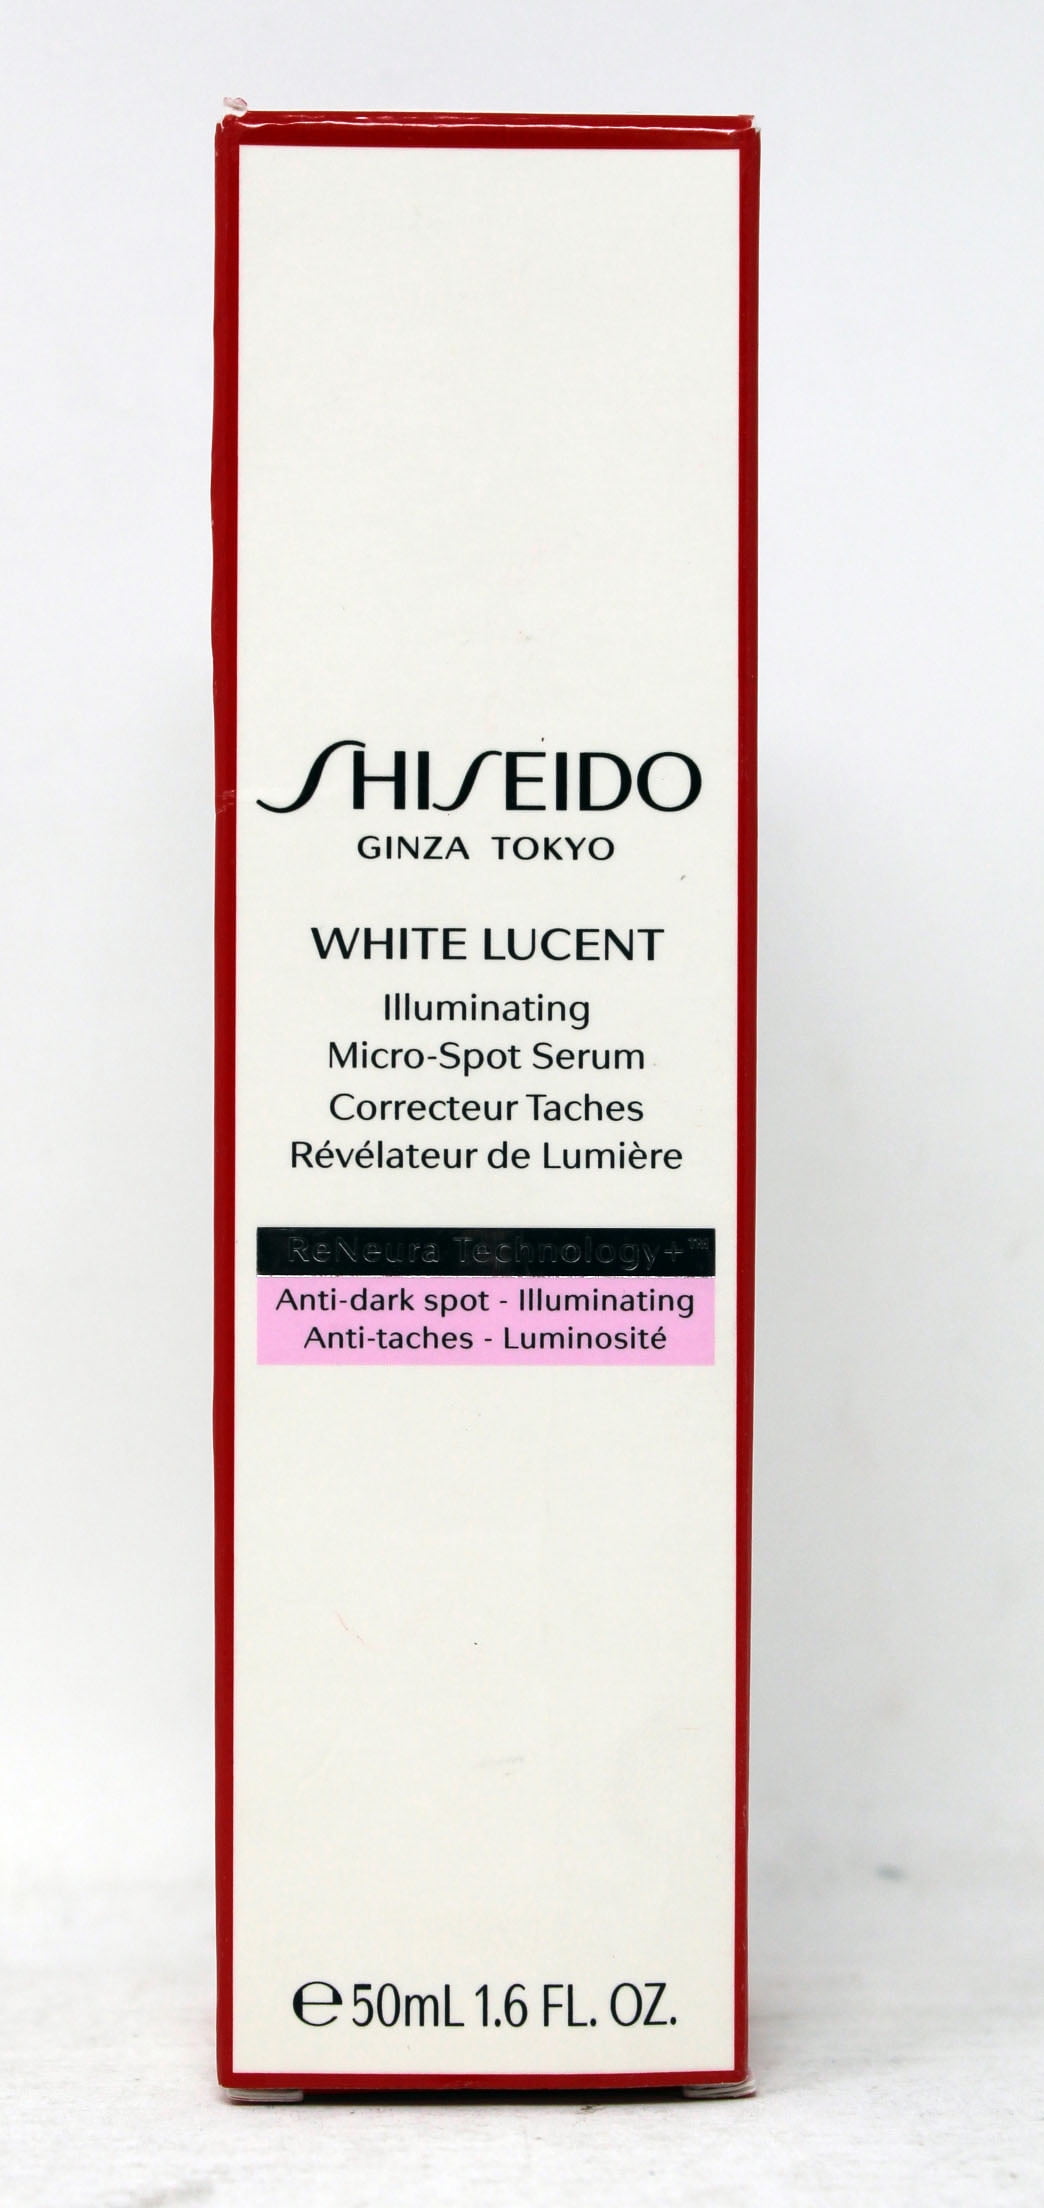 SHISEIDO
GINZA TOKYO
WHITE LUCENT
Illuminating
Micro-Spot Serum
Correcteur Taches
Révélateur de Lumière
ReNeura Technology+™
Anti-dark spot - Illuminating
Anti-taches - Luminosité
℮50mL 1.6 FL. OZ.